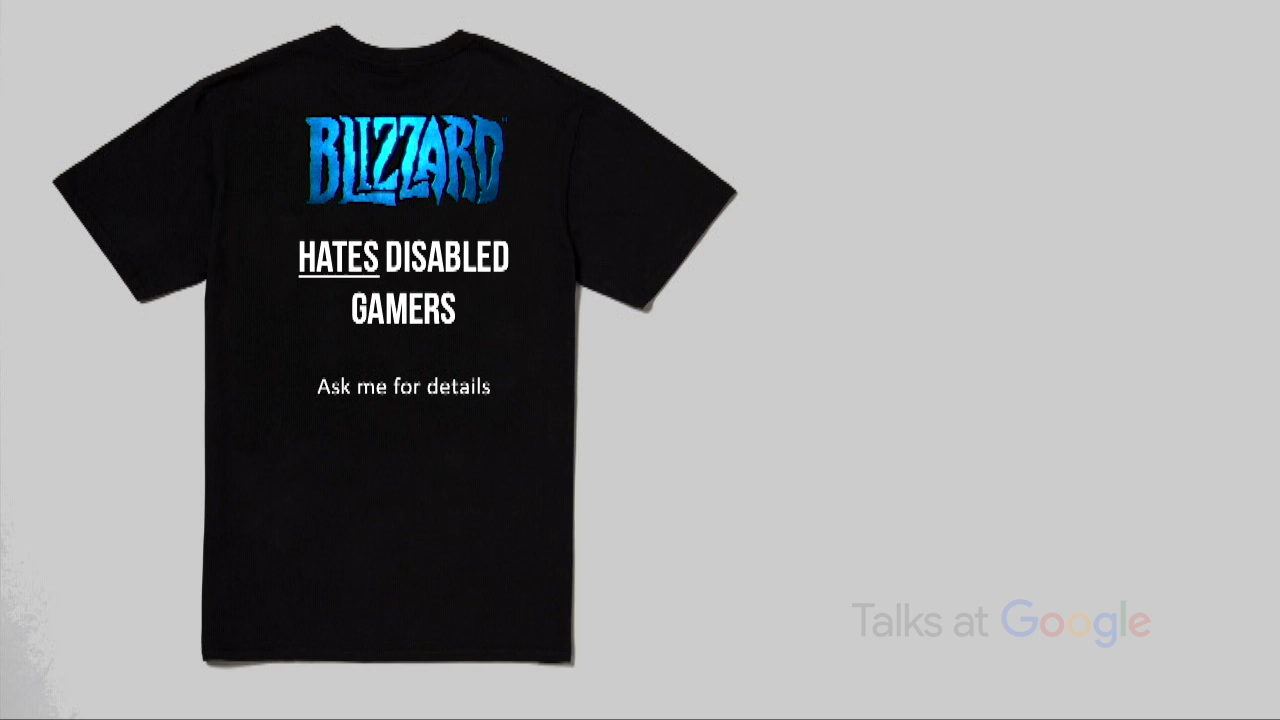 BLIZZARD
HATES DISABLED
GAMERS
Ask me for details
Talks at Google